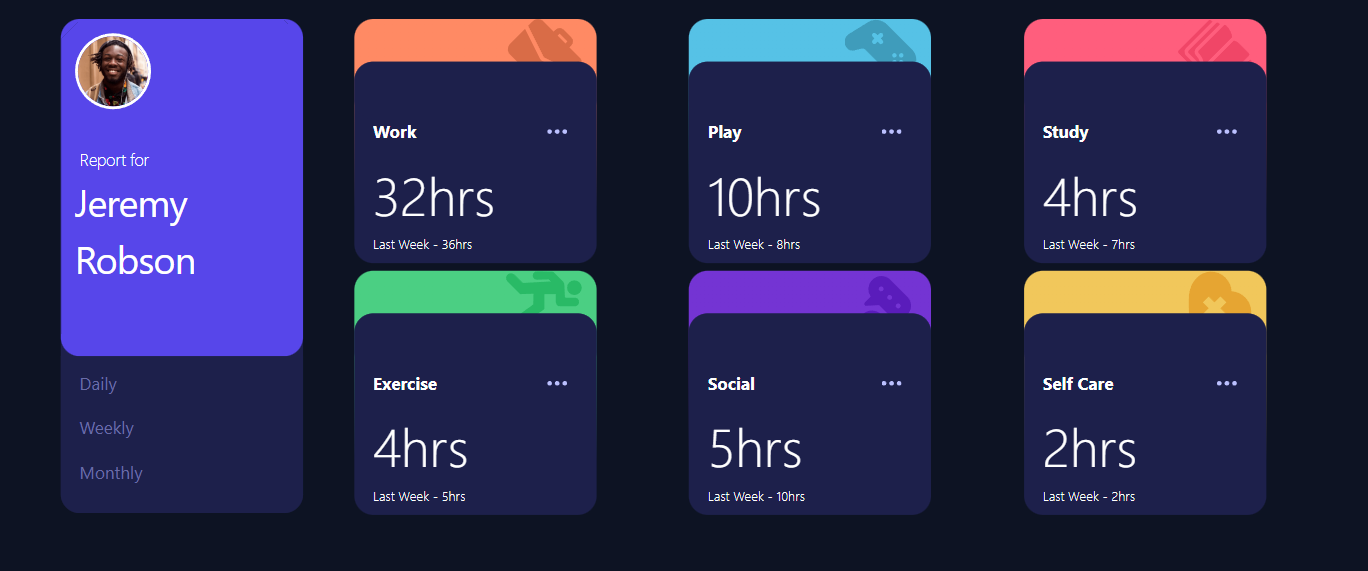 Report for
Jeremy
Robson
Daily
Weekly
Monthly
Work
32hrs
Last Week - 36hrs
Play
10hrs
Last Week - 8hrs
Study
4hrs
Last Week - 7hrs
Exercise
4hrs
Last Week - 5hrs
Social
5hrs
Last Week - 10hrs
Self Care
2hrs
Last Week - 2hrs